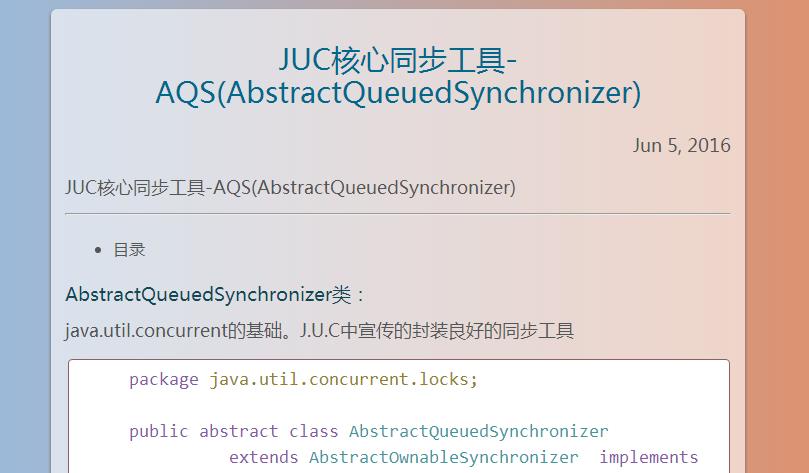 JUC核心同步工具-
AQS(AbstractQueuedSynchronizer)
Jun 5, 2016
JUC核心同步工具-AQS(AbstractQueuedSynchronizer)
目录
AbstractQueuedSynchronizer类：
java.util.concurrent的基础。J.U.C中宣传的封装良好的同步工具
package java.util.concurrent.locks;
public abstract class AbstractQueuedSynchronizer
extends AbstractOwnableSynchronizer implements